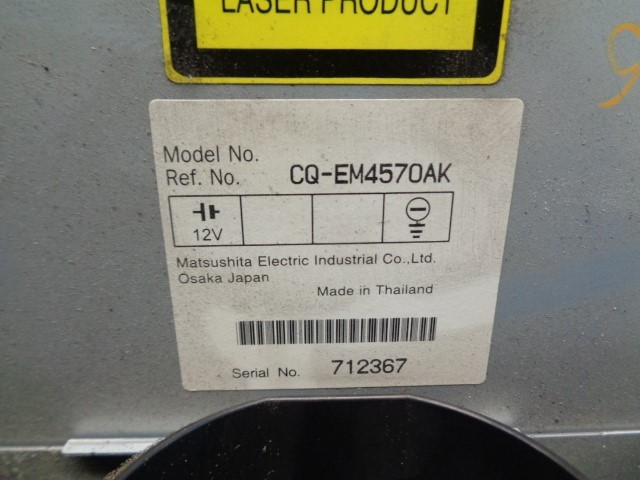 LASER PRODUCT
Model No.
Ref. No. CQ-EM4570AK
12V
Matsushita Electric Industrial Co.,Ltd.
Osaka Japan
Made in Thailand
Serial No. 712367